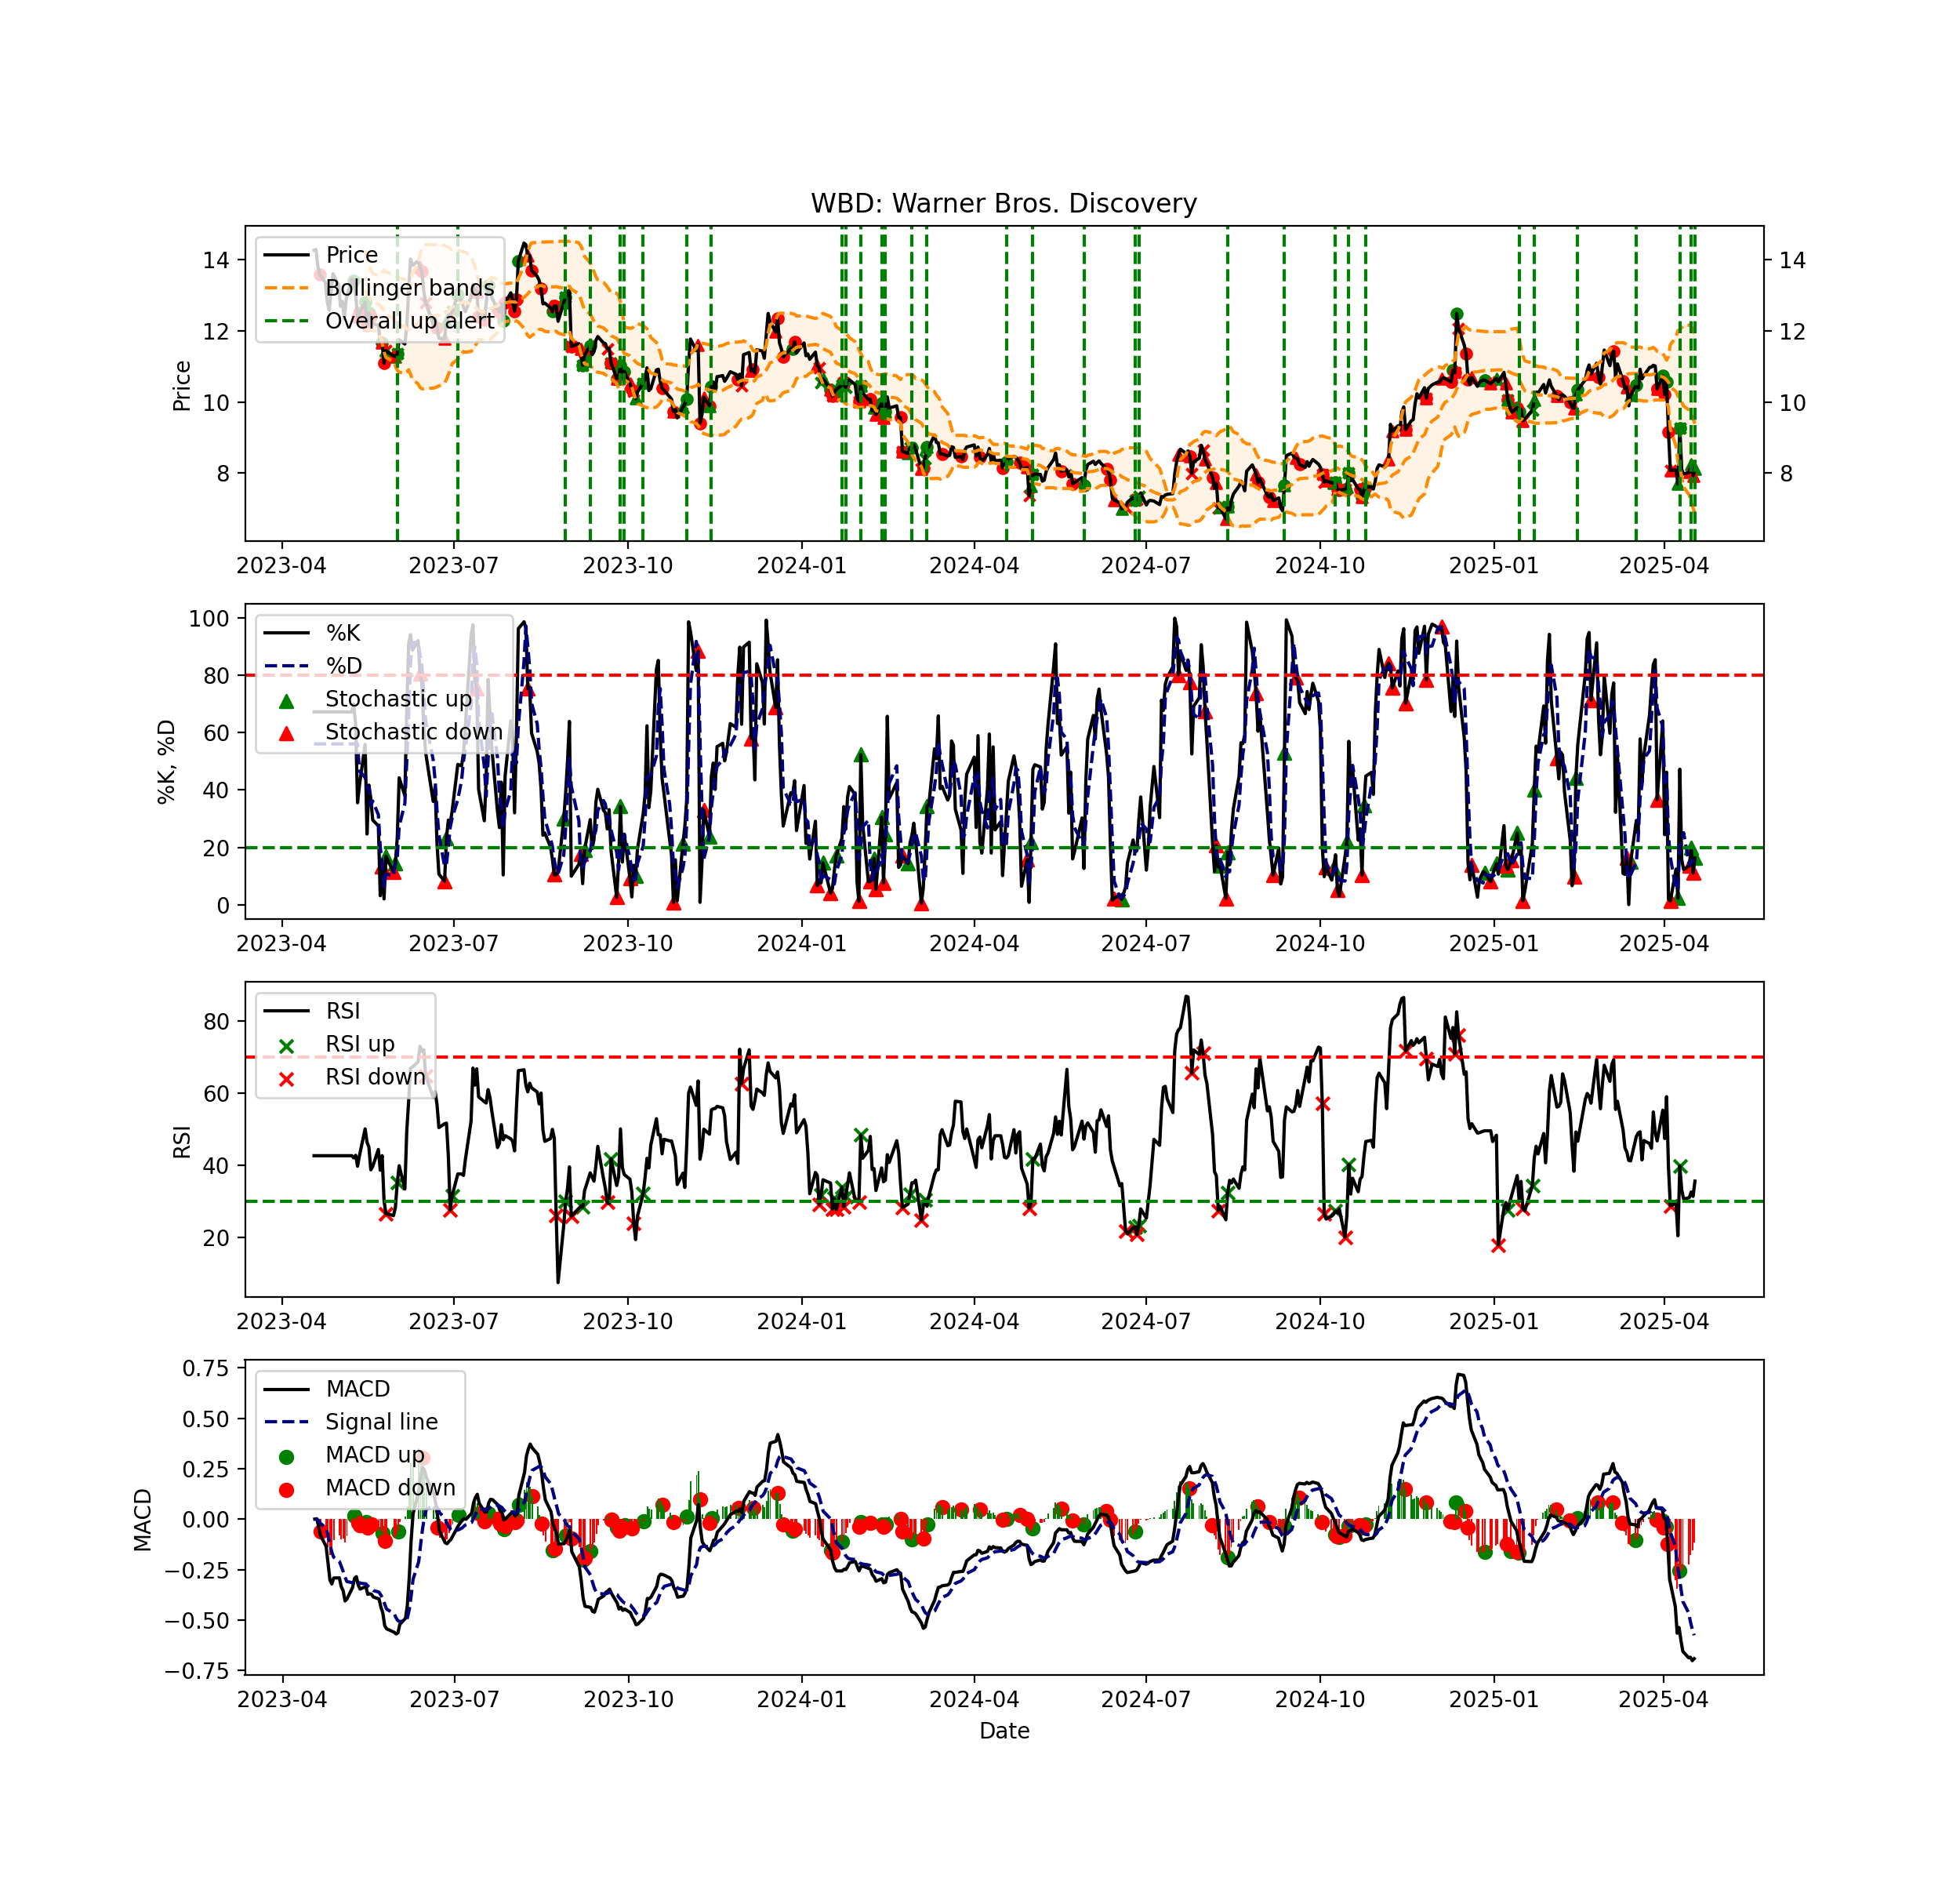 WBD: Warner Bros. Discovery
Price
Bollinger bands
Overall up alert
14
12
10
8
14
12
10
8
Price
2023-04 2023-07 2023-10 2024-01 2024-04 2024-07 2024-10 2025-01 2025-04
%K
%D
Stochastic up
Stochastic down
100
80
60
40
20
0
%K, %D
2023-04 2023-07 2023-10 2024-01 2024-04 2024-07 2024-10 2025-01 2025-04
RSI
RSI up
RSI down
80
60
40
20
RSI
2023-04 2023-07 2023-10 2024-01 2024-04 2024-07 2024-10 2025-01 2025-04
MACD
Signal line
MACD up
MACD down
0.75
0.50
0.25
0.00
−0.25
−0.50
−0.75
MACD
2023-04 2023-07 2023-10 2024-01 2024-04 2024-07 2024-10 2025-01 2025-04
Date